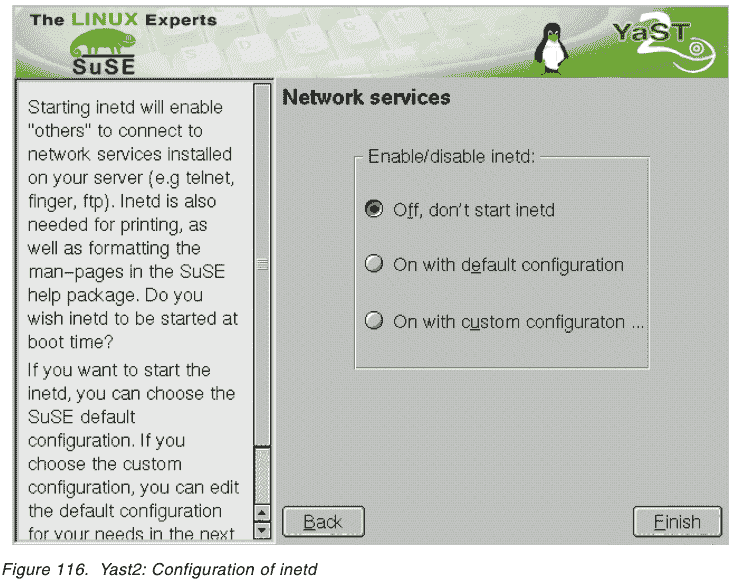 The LINUX Experts
SuSE
YaST
2
Starting inetd will enable
"others" to connect to
network services installed
on your server (e.g telnet,
finger, ftp). Inetd is also
needed for printing, as
well as formatting the
man-pages in the SuSE
help package. Do you
wish inetd to be started at
boot time?
If you want to start the
inetd, you can choose the
SuSE default
configuration. If you
choose the custom
configuration, you can edit
the default configuration
for your needs in the next
Network services
Enable/disable inetd:
Off, don't start inetd
On with default configuration
On with custom configuraton ...
Back
Finish
Figure 116. Yast2: Configuration of inetd